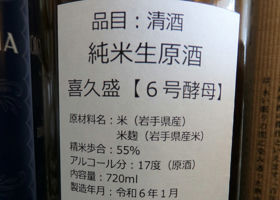 品目：清酒
純米生原酒
喜久盛【６号酵母】
原材料名：米（岩手県産）
米麹（岩手県産米）
精米歩合：55%
アルコール分：17度（原酒）
内容量：720ml
製造年月：令和６年１月